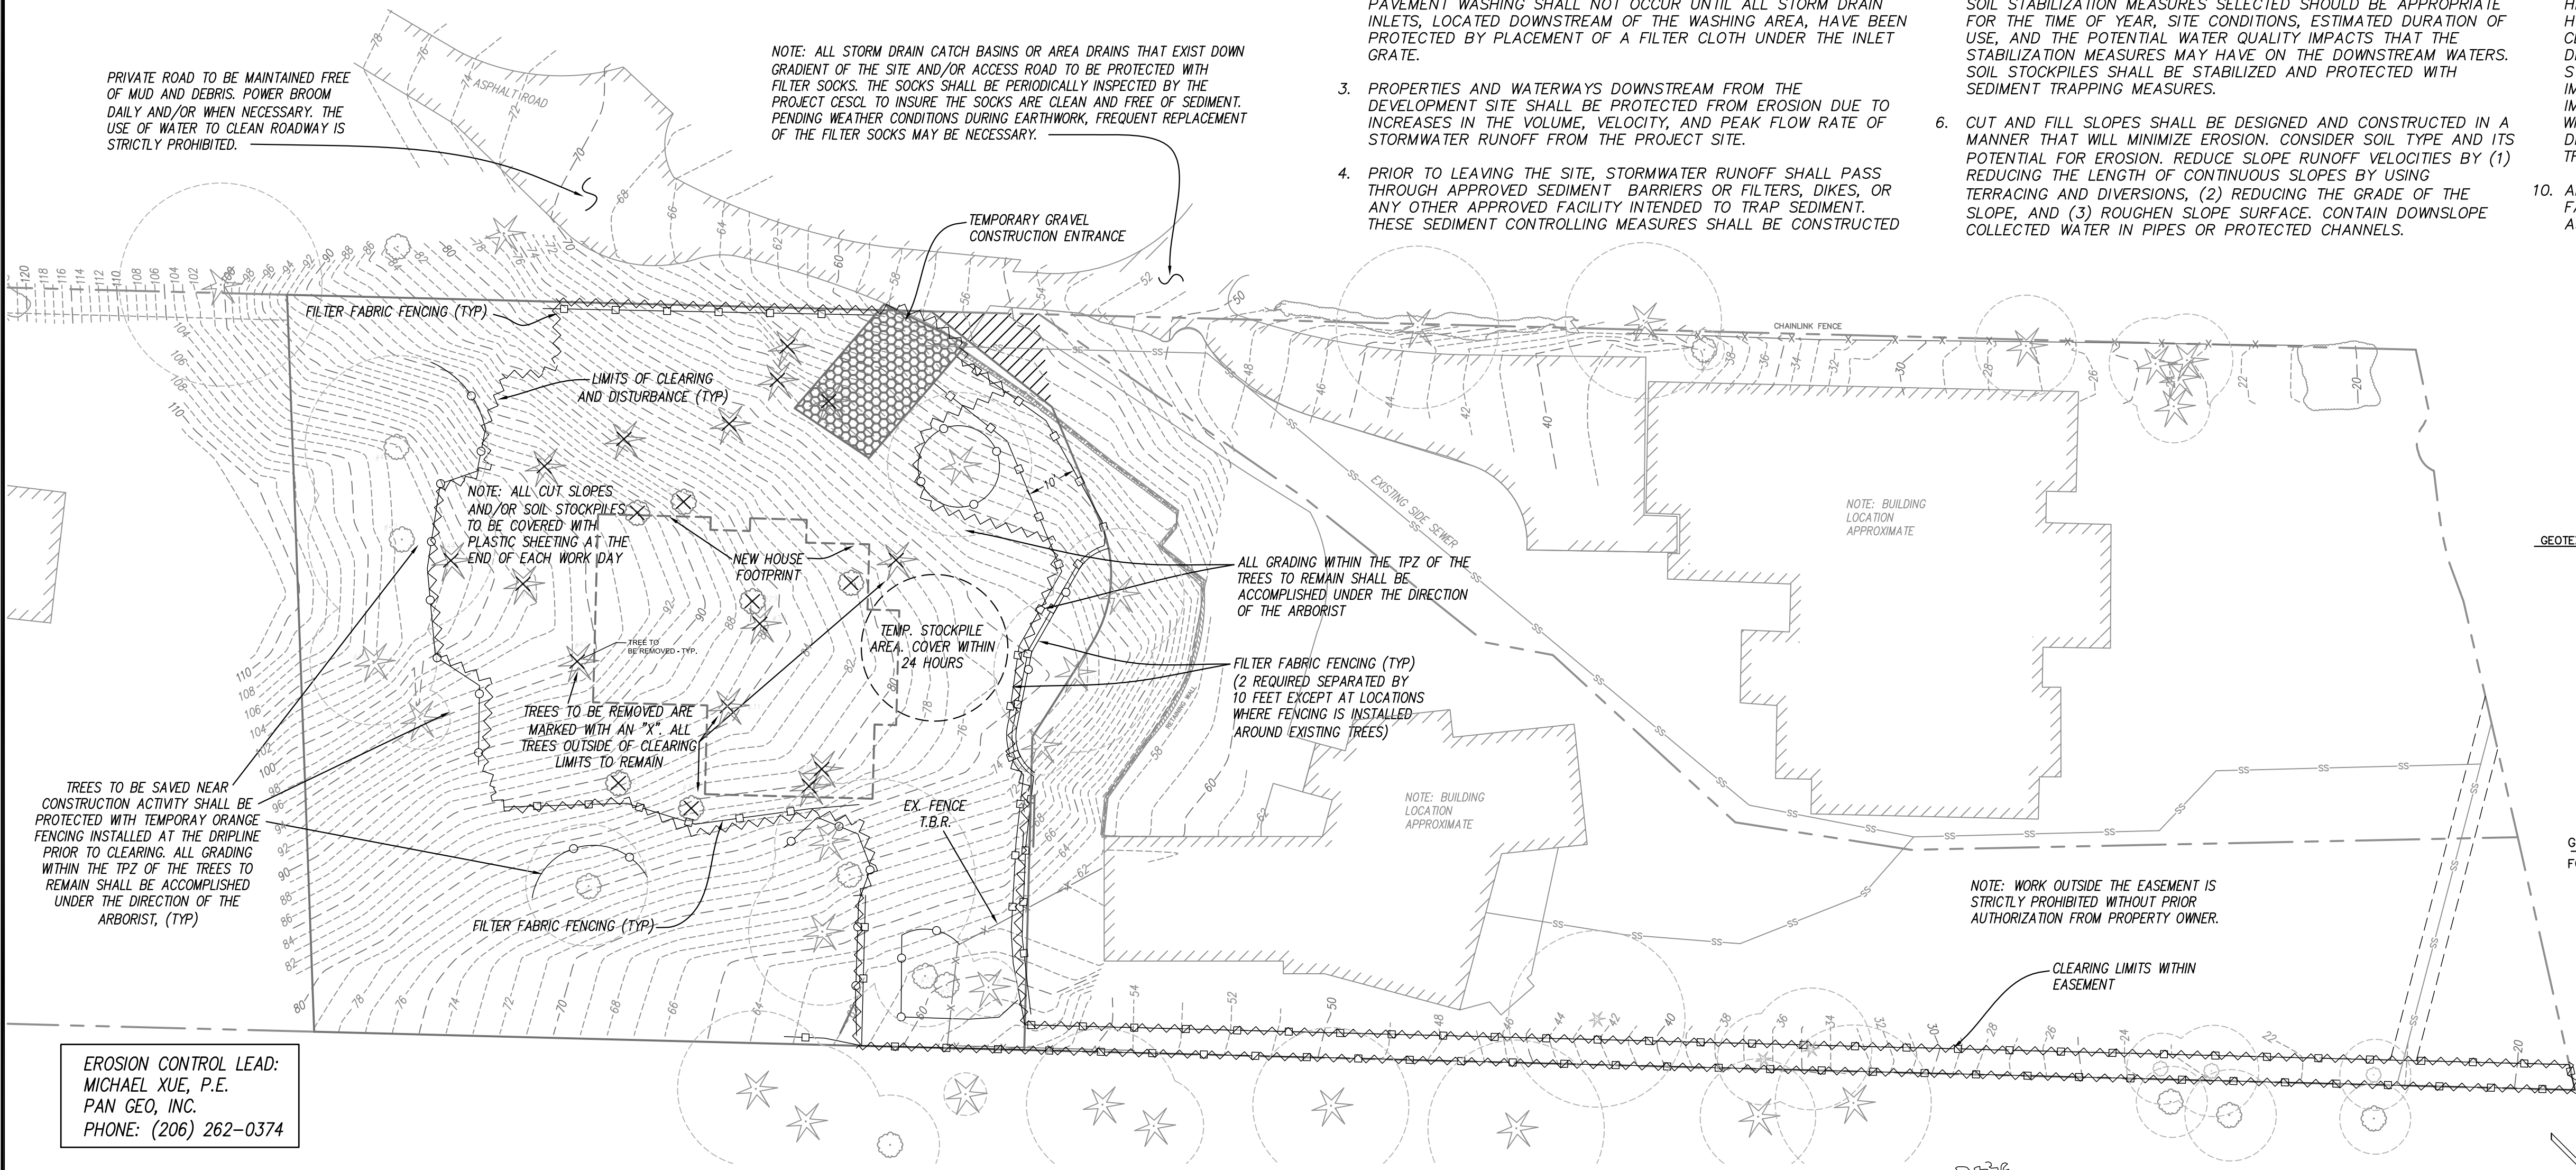 PRIVATE ROAD TO BE MAINTAINED FREE
OF MUD AND DEBRIS. POWER BROOM
DAILY AND/OR WHEN NECESSARY. THE
USE OF WATER TO CLEAN ROADWAY IS
STRICTLY PROHIBITED.
ASPHALT ROAD
NOTE: ALL STORM DRAIN CATCH BASINS OR AREA DRAINS THAT EXIST DOWN
GRADIENT OF THE SITE AND/OR ACCESS ROAD TO BE PROTECTED WITH
FILTER SOCKS. THE SOCKS SHALL BE PERIODICALLY INSPECTED BY THE
PROJECT CESCL TO INSURE THE SOCKS ARE CLEAN AND FREE OF SEDIMENT.
PENDING WEATHER CONDITIONS DURING EARTHWORK, FREQUENT REPLACEMENT
OF THE FILTER SOCKS MAY BE NECESSARY.
PAVEMENT WASHING SHALL NOT OCCUR UNTIL ALL STORM DRAIN
INLETS, LOCATED DOWNSTREAM OF THE WASHING AREA, HAVE BEEN
PROTECTED BY PLACEMENT OF A FILTER CLOTH UNDER THE INLET
GRATE.
3. PROPERTIES AND WATERWAYS DOWNSTREAM FROM THE
DEVELOPMENT SITE SHALL BE PROTECTED FROM EROSION DUE TO
INCREASES IN THE VOLUME, VELOCITY, AND PEAK FLOW RATE OF
STORMWATER RUNOFF FROM THE PROJECT SITE.
4. PRIOR TO LEAVING THE SITE, STORMWATER RUNOFF SHALL PASS
THROUGH APPROVED SEDIMENT BARRIERS OR FILTERS, DIKES, OR
ANY OTHER APPROVED FACILITY INTENDED TO TRAP SEDIMENT.
THESE SEDIMENT CONTROLLING MEASURES SHALL BE CONSTRUCTED
SOIL STABILIZATION MEASURES SELECTED SHOULD BE APPROPRIATE
FOR THE TIME OF YEAR, SITE CONDITIONS, ESTIMATED DURATION OF
USE, AND THE POTENTIAL WATER QUALITY IMPACTS THAT THE
STABILIZATION MEASURES MAY HAVE ON THE DOWNSTREAM WATERS.
SOIL STOCKPILES SHALL BE STABILIZED AND PROTECTED WITH
SEDIMENT TRAPPING MEASURES.
6. CUT AND FILL SLOPES SHALL BE DESIGNED AND CONSTRUCTED IN A
MANNER THAT WILL MINIMIZE EROSION. CONSIDER SOIL TYPE AND ITS
POTENTIAL FOR EROSION. REDUCE SLOPE RUNOFF VELOCITIES BY (1)
REDUCING THE LENGTH OF CONTINUOUS SLOPES BY USING
TERRACING AND DIVERSIONS, (2) REDUCING THE GRADE OF THE
SLOPE, AND (3) ROUGHEN SLOPE SURFACE. CONTAIN DOWNSLOPE
COLLECTED WATER IN PIPES OR PROTECTED CHANNELS.
10.
TEMPORARY GRAVEL
CONSTRUCTION ENTRANCE
FILTER FABRIC FENCING (TYP)
LIMITS OF CLEARING
AND DISTURBANCE (TYP)
CHAINLINK FENCE
NOTE: ALL CUT SLOPES
AND/OR SOIL STOCKPILES
TO BE COVERED WITH
PLASTIC SHEETING AT THE
END OF EACH WORK DAY
NEW HOUSE
FOOTPRINT
10'
EXISTING SIDE SEWER
NOTE: BUILDING
LOCATION
APPROXIMATE
ALL GRADING WITHIN THE TPZ OF THE
TREES TO REMAIN SHALL BE
ACCOMPLISHED UNDER THE DIRECTION
OF THE ARBORIST
TREE TO
BE REMOVED - TYP.
TEMP. STOCKPILE
AREA. COVER WITHIN
24 HOURS
FILTER FABRIC FENCING (TYP)
(2 REQUIRED SEPARATED BY
10 FEET EXCEPT AT LOCATIONS
WHERE FENCING IS INSTALLED
AROUND EXISTING TREES)
RETAINING WALL
TREES TO BE REMOVED ARE
MARKED WITH AN "X". ALL
TREES OUTSIDE OF CLEARING
LIMITS TO REMAIN
TREES TO BE SAVED NEAR
CONSTRUCTION ACTIVITY SHALL BE
PROTECTED WITH TEMPORAY ORANGE
FENCING INSTALLED AT THE DRIPLINE
PRIOR TO CLEARING. ALL GRADING
WITHIN THE TPZ OF THE TREES TO
REMAIN SHALL BE ACCOMPLISHED
UNDER THE DIRECTION OF THE
ARBORIST, (TYP)
EX. FENCE
T.B.R.
NOTE: BUILDING
LOCATION
APPROXIMATE
FILTER FABRIC FENCING (TYP)
NOTE: WORK OUTSIDE THE EASEMENT IS
STRICTLY PROHIBITED WITHOUT PRIOR
AUTHORIZATION FROM PROPERTY OWNER.
CLEARING LIMITS WITHIN
EASEMENT
EROSION CONTROL LEAD:
MICHAEL XUE, P.E.
PAN GEO, INC.
PHONE: (206) 262-0374